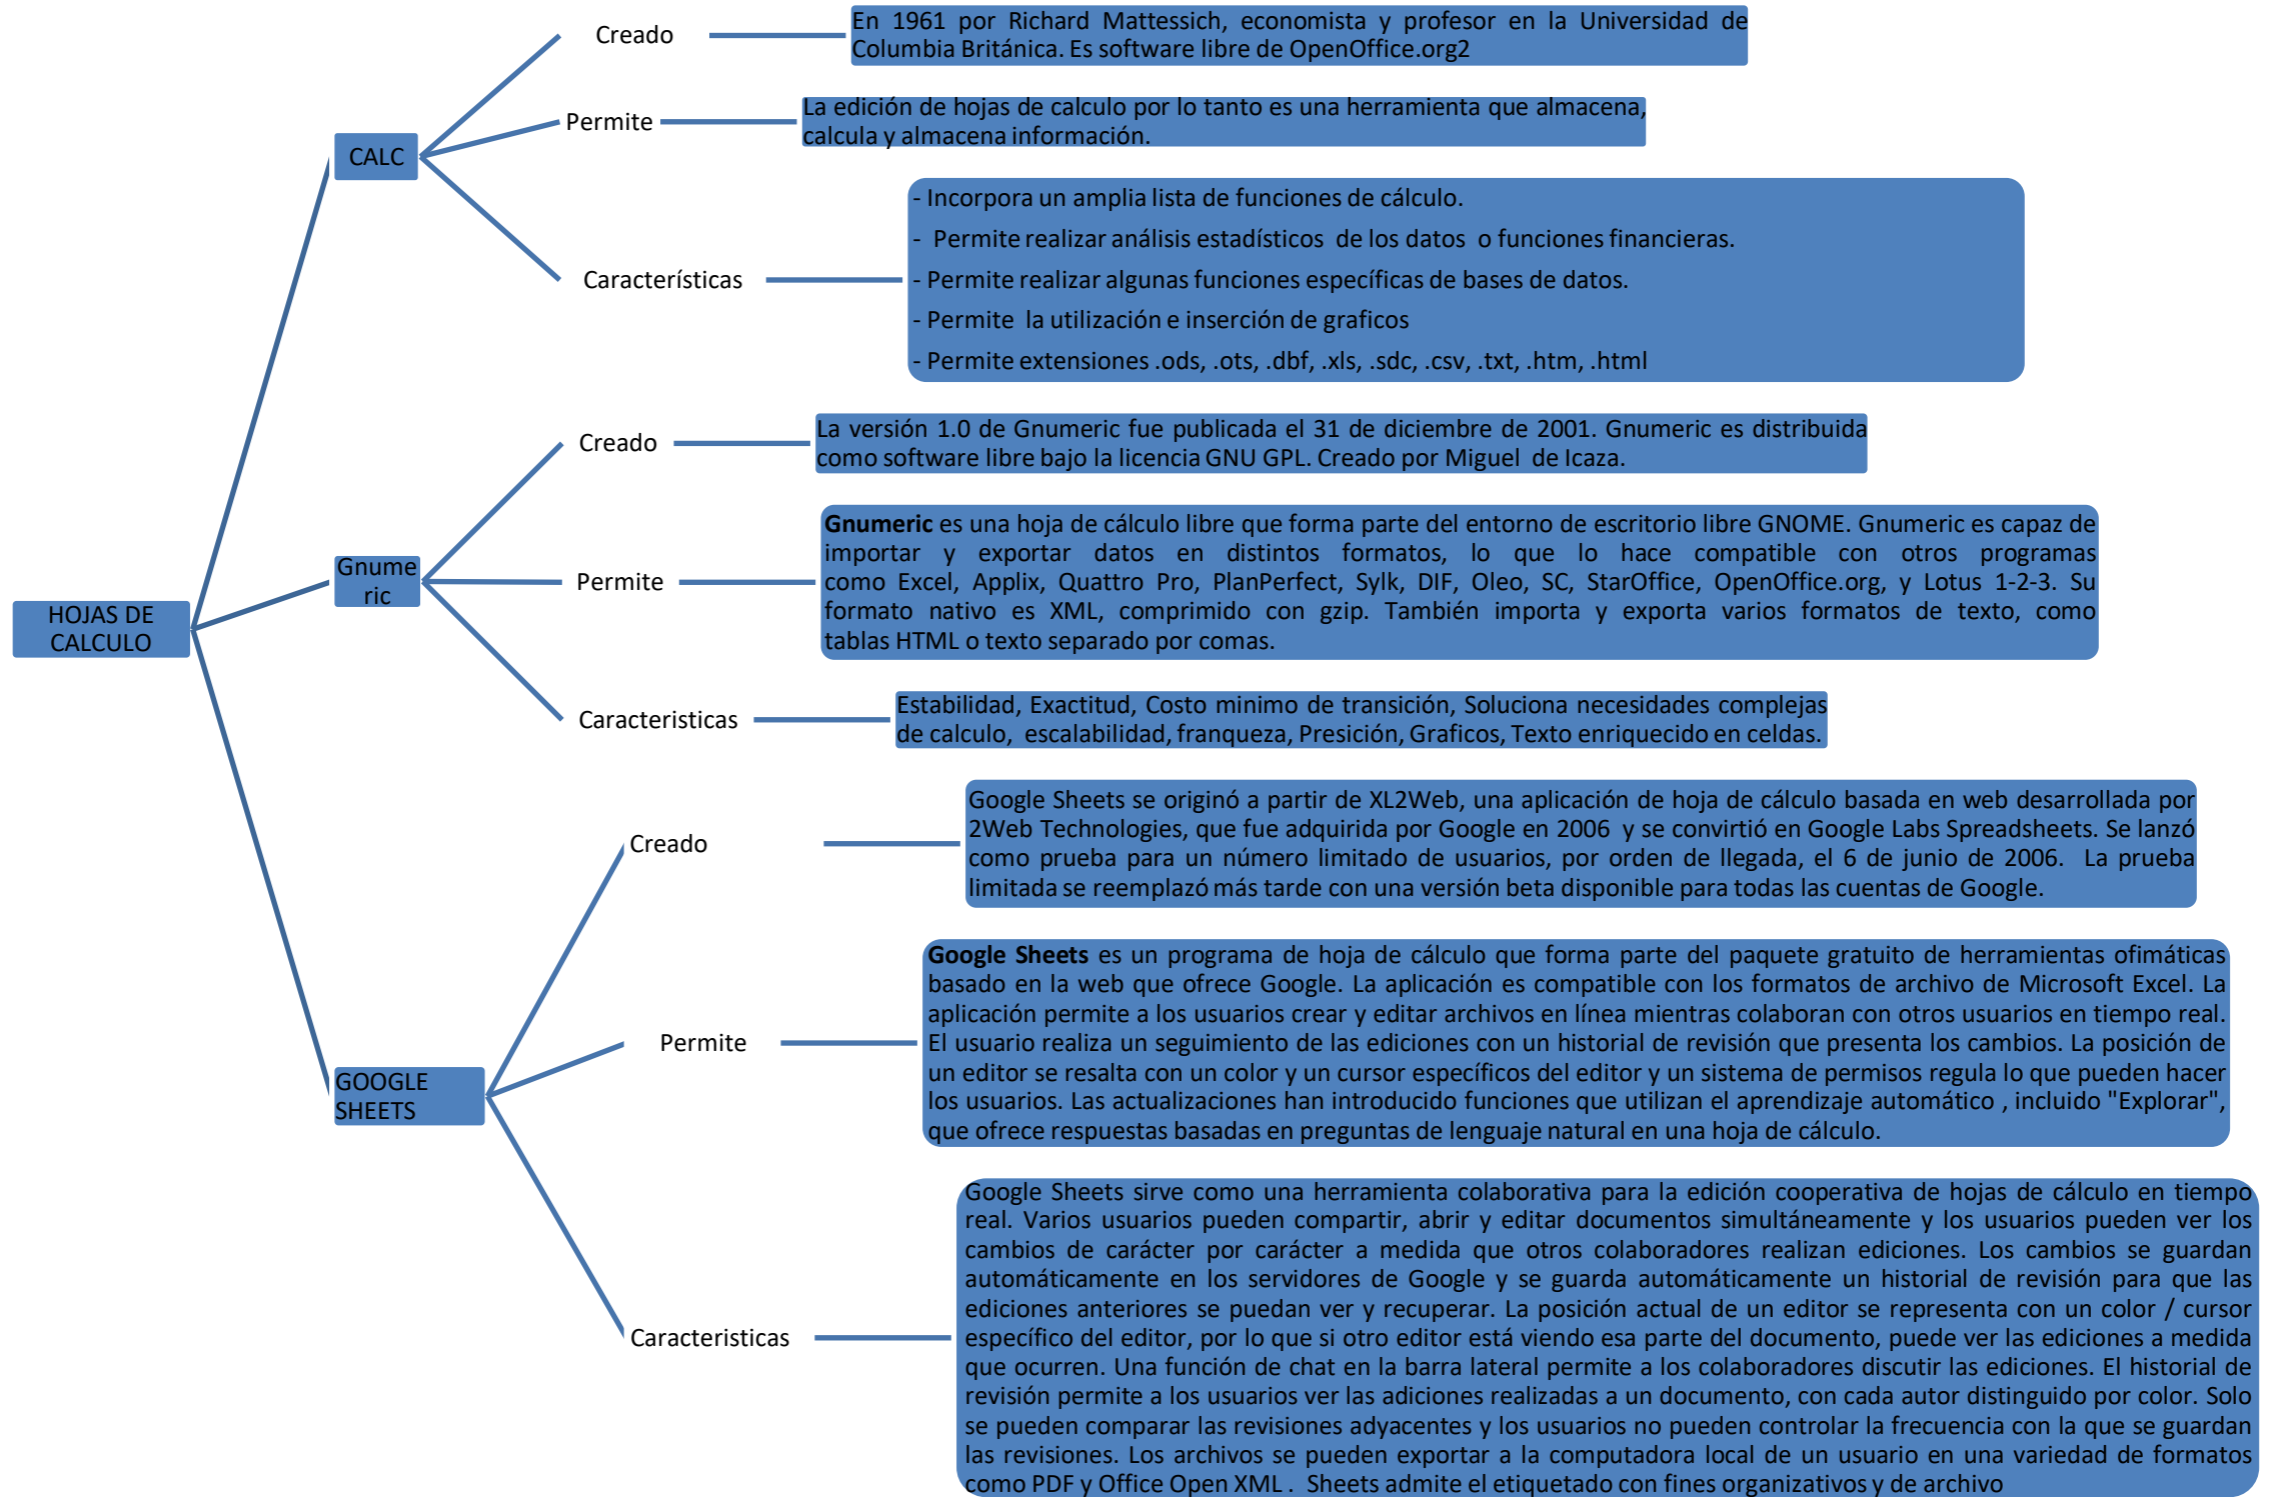 HOJAS DE
CALCULO
CALC
Creado
En 1961 por Richard Mattessich, economista y profesor en la Universidad de
Columbia Británica. Es software libre de OpenOffice.org2
Permite
La edición de hojas de calculo por lo tanto es una herramienta que almacena,
calcula y almacena información.
Características
- Incorpora un amplia lista de funciones de cálculo.
- Permite realizar análisis estadísticos de los datos o funciones financieras.
- Permite realizar algunas funciones específicas de bases de datos.
- Permite la utilización e inserción de graficos
- Permite extensiones .ods, .ots, .dbf, .xls, .sdc, .csv, .txt, .htm, .html
Gnume
ric
Creado
La versión 1.0 de Gnumeric fue publicada el 31 de diciembre de 2001. Gnumeric es distribuida
como software libre bajo la licencia GNU GPL. Creado por Miguel de Icaza.
Permite
Gnumeric es una hoja de cálculo libre que forma parte del entorno de escritorio libre GNOME. Gnumeric es capaz de
importar y exportar datos en distintos formatos, lo que lo hace compatible con otros programas
como Excel, Applix, Quattro Pro, PlanPerfect, Sylk, DIF, Oleo, SC, StarOffice, OpenOffice.org, y Lotus 1-2-3. Su
formato nativo es XML, comprimido con gzip. También importa y exporta varios formatos de texto, como
tablas HTML o texto separado por comas.
Caracteristicas
Estabilidad, Exactitud, Costo minimo de transición, Soluciona necesidades complejas
de calculo, escalabilidad, franqueza, Presición, Graficos, Texto enriquecido en celdas.
GOOGLE
SHEETS
Creado
Google Sheets se originó a partir de XL2Web, una aplicación de hoja de cálculo basada en web desarrollada por
2Web Technologies, que fue adquirida por Google en 2006 y se convirtió en Google Labs Spreadsheets. Se lanzó
como prueba para un número limitado de usuarios, por orden de llegada, el 6 de junio de 2006. La prueba
limitada se reemplazó más tarde con una versión beta disponible para todas las cuentas de Google.
Permite
Google Sheets es un programa de hoja de cálculo que forma parte del paquete gratuito de herramientas ofimáticas
basado en la web que ofrece Google. La aplicación es compatible con los formatos de archivo de Microsoft Excel. La
aplicación permite a los usuarios crear y editar archivos en línea mientras colaboran con otros usuarios en tiempo real.
El usuario realiza un seguimiento de las ediciones con un historial de revisión que presenta los cambios. La posición de
un editor se resalta con un color y un cursor específicos del editor y un sistema de permisos regula lo que pueden hacer
los usuarios. Las actualizaciones han introducido funciones que utilizan el aprendizaje automático , incluido "Explorar",
que ofrece respuestas basadas en preguntas de lenguaje natural en una hoja de cálculo.
Caracteristicas
Google Sheets sirve como una herramienta colaborativa para la edición cooperativa de hojas de cálculo en tiempo
real. Varios usuarios pueden compartir, abrir y editar documentos simultáneamente y los usuarios pueden ver los
cambios de carácter por carácter a medida que otros colaboradores realizan ediciones. Los cambios se guardan
automáticamente en los servidores de Google y se guarda automáticamente un historial de revisión para que las
ediciones anteriores se puedan ver y recuperar. La posición actual de un editor se representa con un color / cursor
específico del editor, por lo que si otro editor está viendo esa parte del documento, puede ver las ediciones a medida
que ocurren. Una función de chat en la barra lateral permite a los colaboradores discutir las ediciones. El historial de
revisión permite a los usuarios ver las adiciones realizadas a un documento, con cada autor distinguido por color. Solo
se pueden comparar las revisiones adyacentes y los usuarios no pueden controlar la frecuencia con la que se guardan
las revisiones. Los archivos se pueden exportar a la computadora local de un usuario en una variedad de formatos
como PDF y Office Open XML . Sheets admite el etiquetado con fines organizativos y de archivo